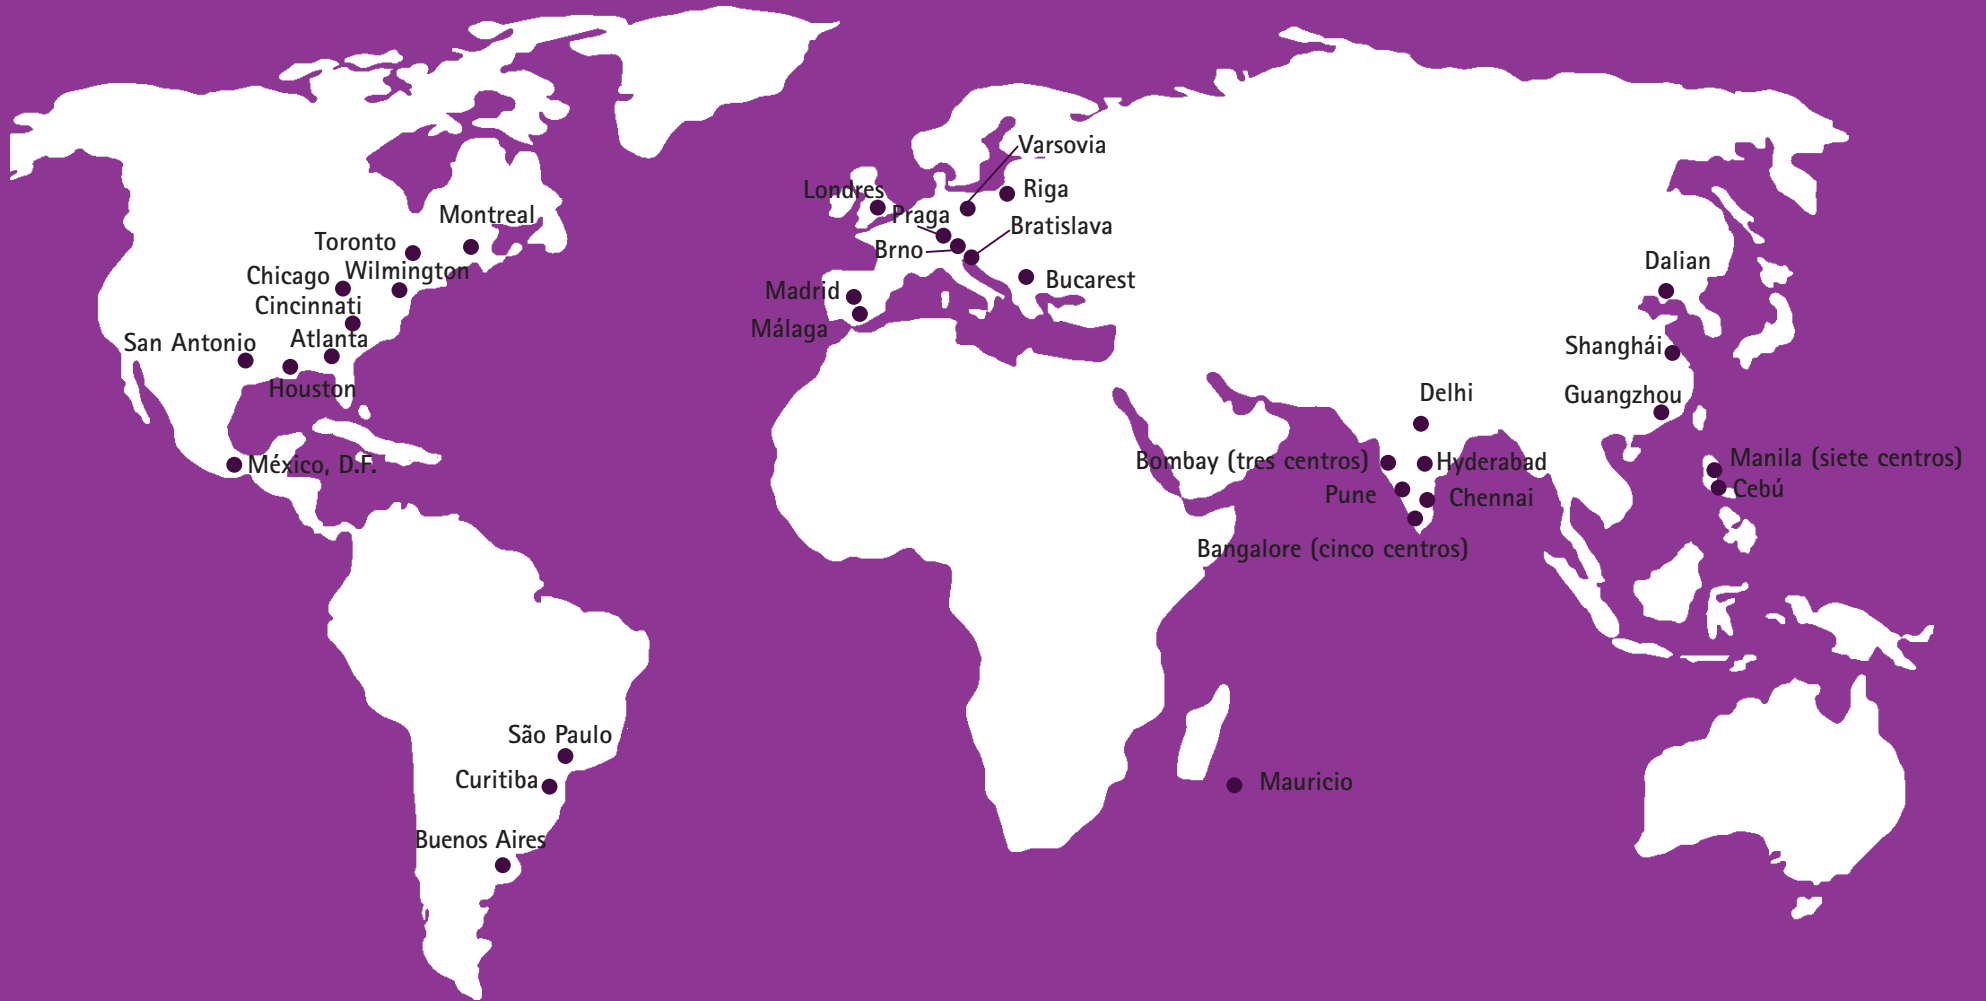 Varsovia
Londres
Riga
Praga
Montreal
Bratislava
Toronto
Brno
Dalian
Chicago
Wilmington
Bucarest
Madrid
Cincinnati
Málaga
San Antonio
Atlanta
Shanghái
Houston
Delhi
Guangzhou
México, D.F.
Bombay (tres centros)
Hyderabad
Manila (siete centros)
Pune
Chennai
Cebú
Bangalore (cinco centros)
São Paulo
Curitiba
Mauricio
Buenos Aires